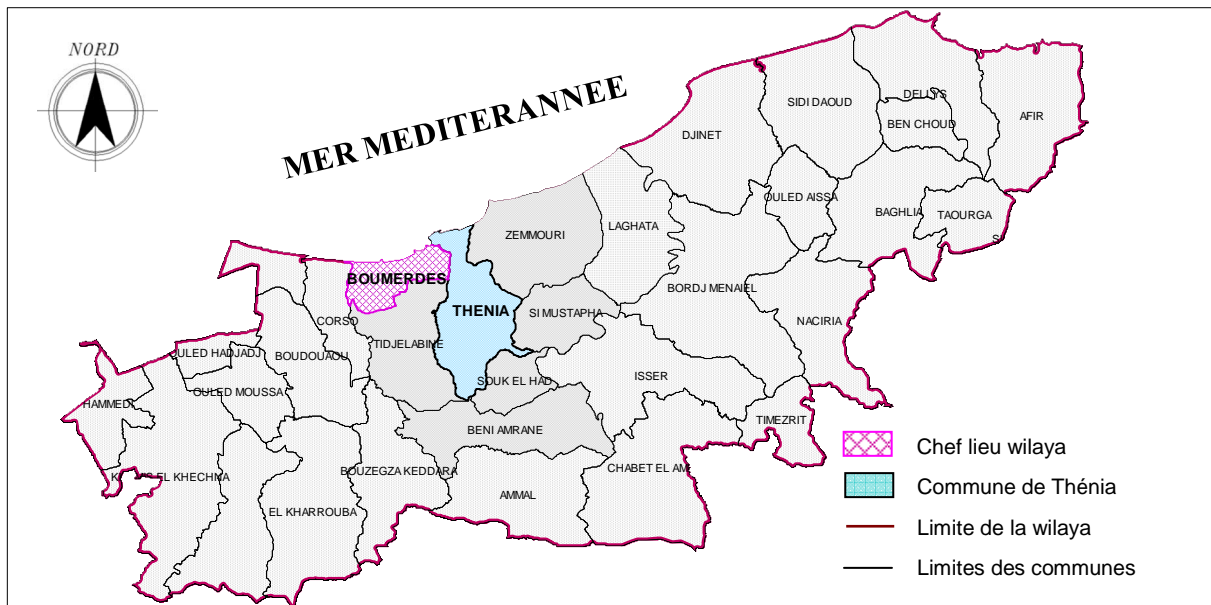 NORD
MER MEDITERANNEE
DELLYS
SIDI DAOUD
AFIR
BEN CHOUD
DJINET
OULED AISSA
BAGHLIA
TAOURGA
LAGHATA
ZEMMOURI
BOUMERDES
BORDJ MENAIEL
THENIA
SI MUSTAPHA
NACIRIA
CORSO
TIDJELABINE
ULED HADJADJ
BOUDOUAOU
ISSER
SOUK EL HAD
OULED MOUSSA
HAMMEDI
TIMEZRIT
BENI AMRANE
BOUZEGZA KEDDARA
CHABET EL AM
EL KHECHNA
AMMAL
EL KHARROUBA
Chef lieu wilaya
Commune de Thénia
Limite de la wilaya
Limites des communes